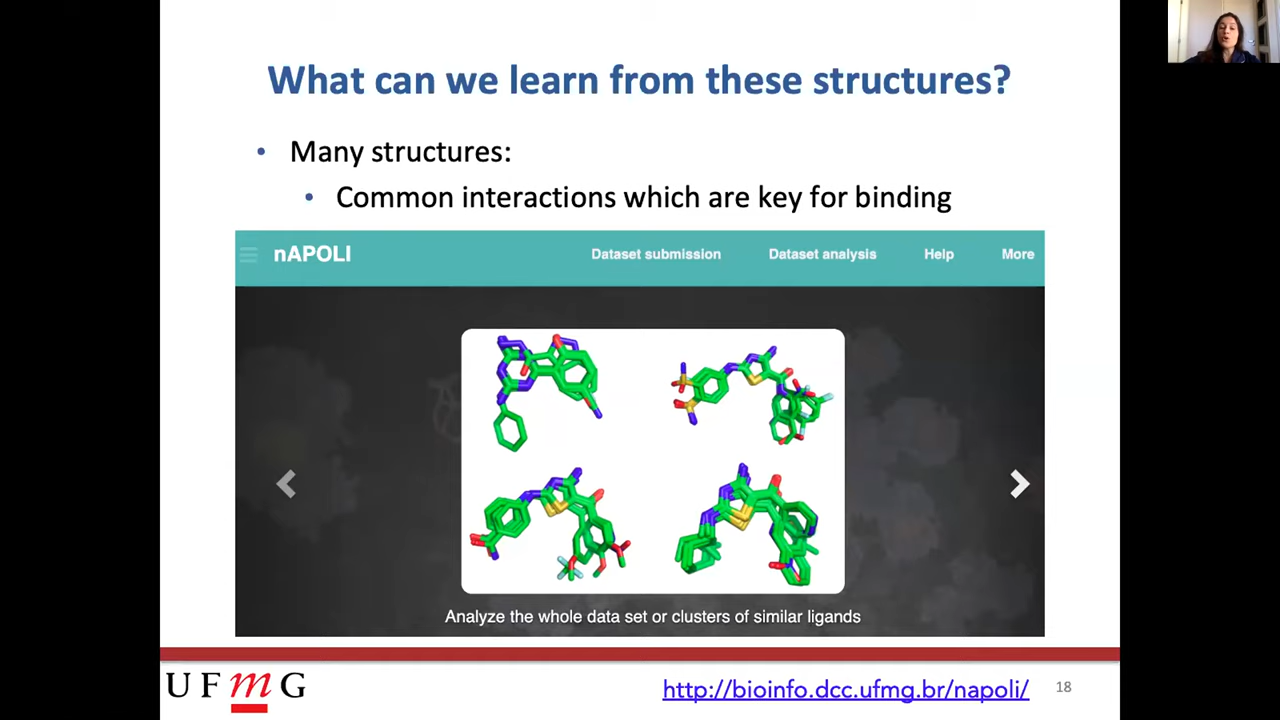 What can we learn from these structures?
• Many structures:
• Common interactions which are key for binding
nAPOLI Dataset submission Dataset analysis Help More
Analyze the whole data set or clusters of similar ligands
UFmG http://bioinfo.dcc.ufmg.br/napoli/ 18